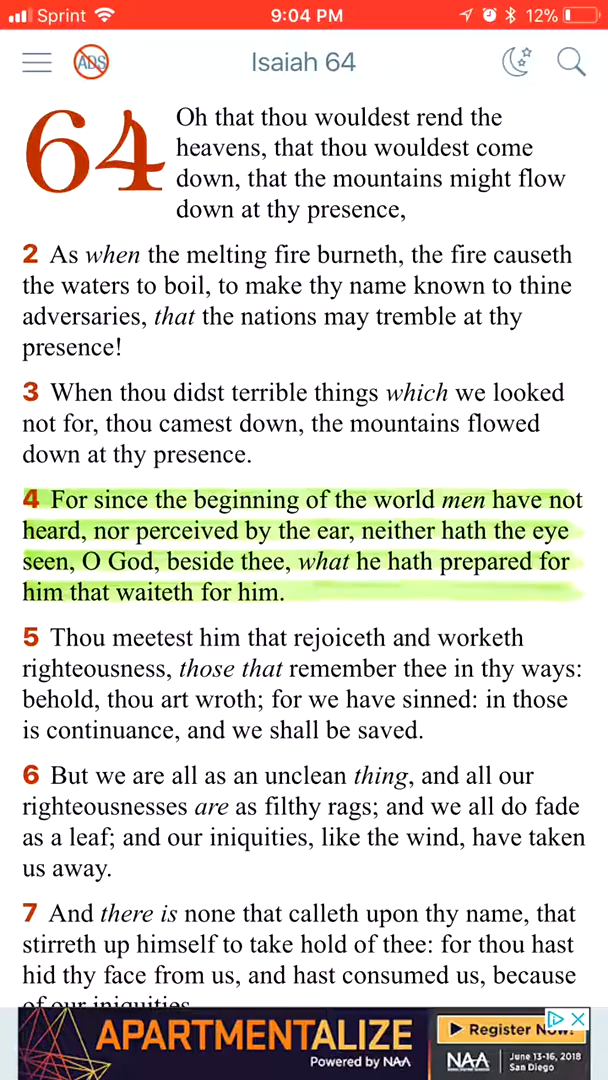 Sprint 9:04 PM 12%
ADS Isaiah 64
64 Oh that thou wouldest rend the
heavens, that thou wouldest come
down, that the mountains might flow
down at thy presence,
2 As when the melting fire burneth, the fire causeth
the waters to boil, to make thy name known to thine
adversaries, that the nations may tremble at thy
presence!
3 When thou didst terrible things which we looked
not for, thou camest down, the mountains flowed
down at thy presence.
4 For since the beginning of the world men have not
heard, nor perceived by the ear, neither hath the eye
seen, O God, beside thee, what he hath prepared for
him that waiteth for him.
5 Thou meetest him that rejoiceth and worketh
righteousness, those that remember thee in thy ways:
behold, thou art wroth; for we have sinned: in those
is continuance, and we shall be saved.
6 But we are all as an unclean thing, and all our
righteousnesses are as filthy rags; and we all do fade
as a leaf; and our iniquities, like the wind, have taken
us away.
7 And there is none that calleth upon thy name, that
stirreth up himself to take hold of thee: for thou hast
hid thy face from us, and hast consumed us, because
of our iniquities
APARTMENTALIZE
Powered by NAA
Register Now!
NAA June 13-16, 2018
San Diego